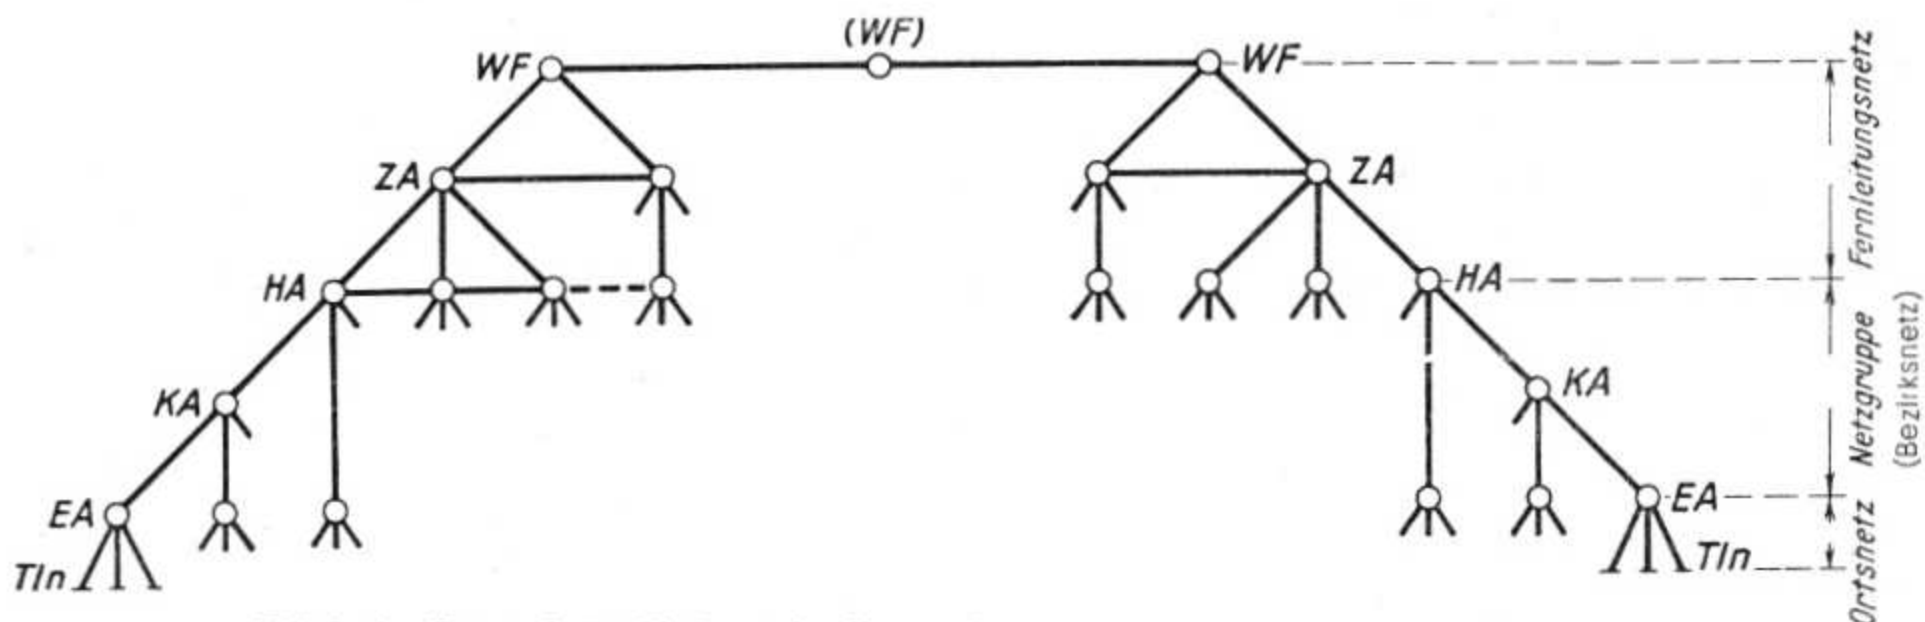 (WF)
WF
WF
ZA
ZA
HA
HA
KA
KA
EA
EA
Tln
Tln
Fernleitungsnetz
Netzgruppe
(Bezirksnetz)
Ortsnetz